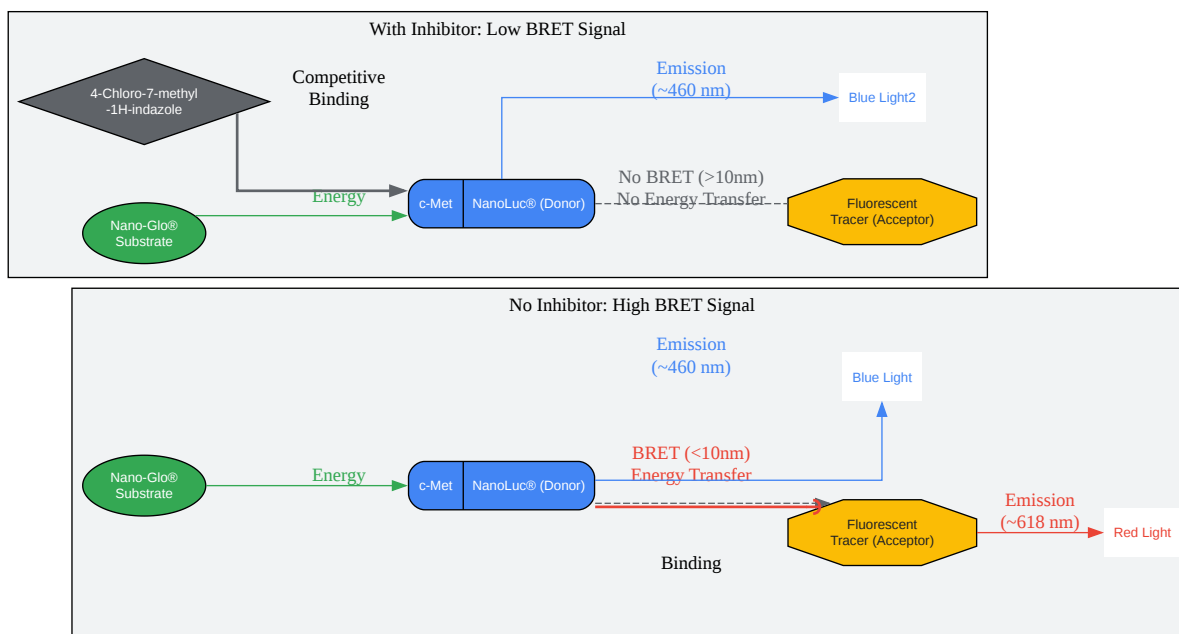 With Inhibitor: Low BRET Signal
4-Chloro-7-methyl
-1H-indazole
Competitive
Binding
Emission
(~460 nm)
Blue Light2
Nano-Glo®
Substrate
Energy
c-Met
NanoLuc® (Donor)
No BRET (>10nm)
No Energy Transfer
Fluorescent
Tracer (Acceptor)
No Inhibitor: High BRET Signal
Emission
(~460 nm)
Blue Light
Nano-Glo®
Substrate
Energy
c-Met
NanoLuc® (Donor)
BRET (<10nm)
Energy Transfer
Binding
Fluorescent
Tracer (Acceptor)
Emission
(~618 nm)
Red Light